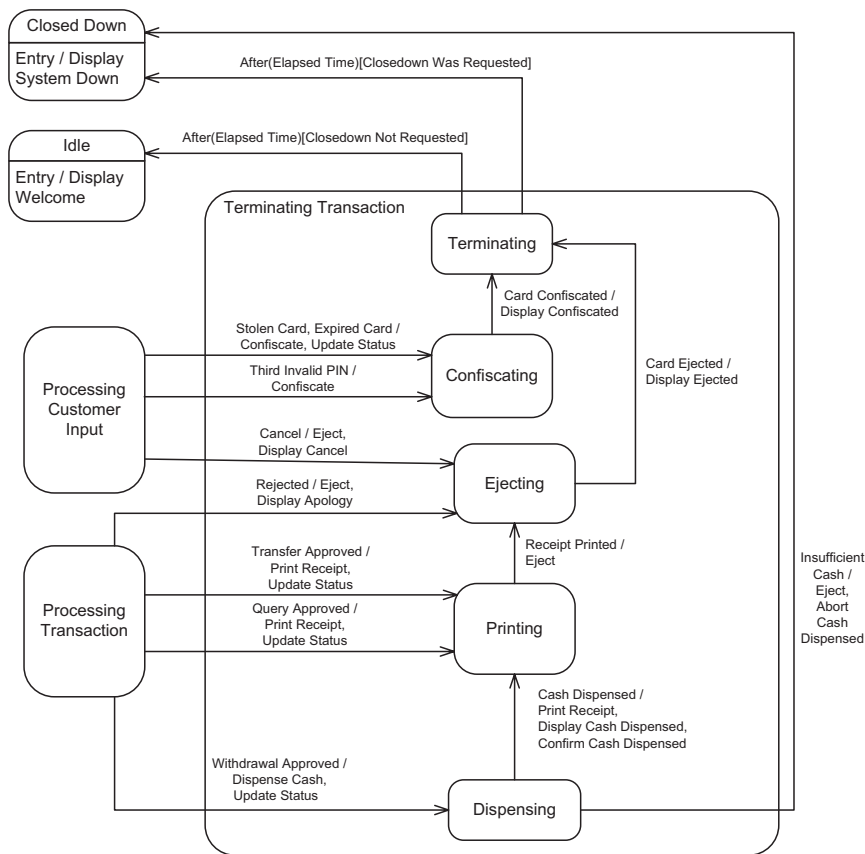 Closed Down
Entry / Display
System Down
After(Elapsed Time)[Closedown Was Requested]
After(Elapsed Time)[Closedown Not Requested]
Idle
Entry / Display
Welcome
Terminating Transaction
Terminating
Card Confiscated /
Display Confiscated
Stolen Card, Expired Card /
Confiscate, Update Status
Third Invalid PIN /
Confiscate
Confiscating
Card Ejected /
Display Ejected
Processing
Customer
Input
Cancel / Eject,
Display Cancel
Ejecting
Rejected / Eject,
Display Apology
Receipt Printed /
Eject
Transfer Approved /
Print Receipt,
Update Status
Insufficient
Cash /
Eject,
Abort
Cash
Dispensed
Processing
Transaction
Query Approved /
Print Receipt,
Update Status
Printing
Cash Dispensed /
Print Receipt,
Display Cash Dispensed,
Confirm Cash Dispensed
Withdrawal Approved /
Dispense Cash,
Update Status
Dispensing